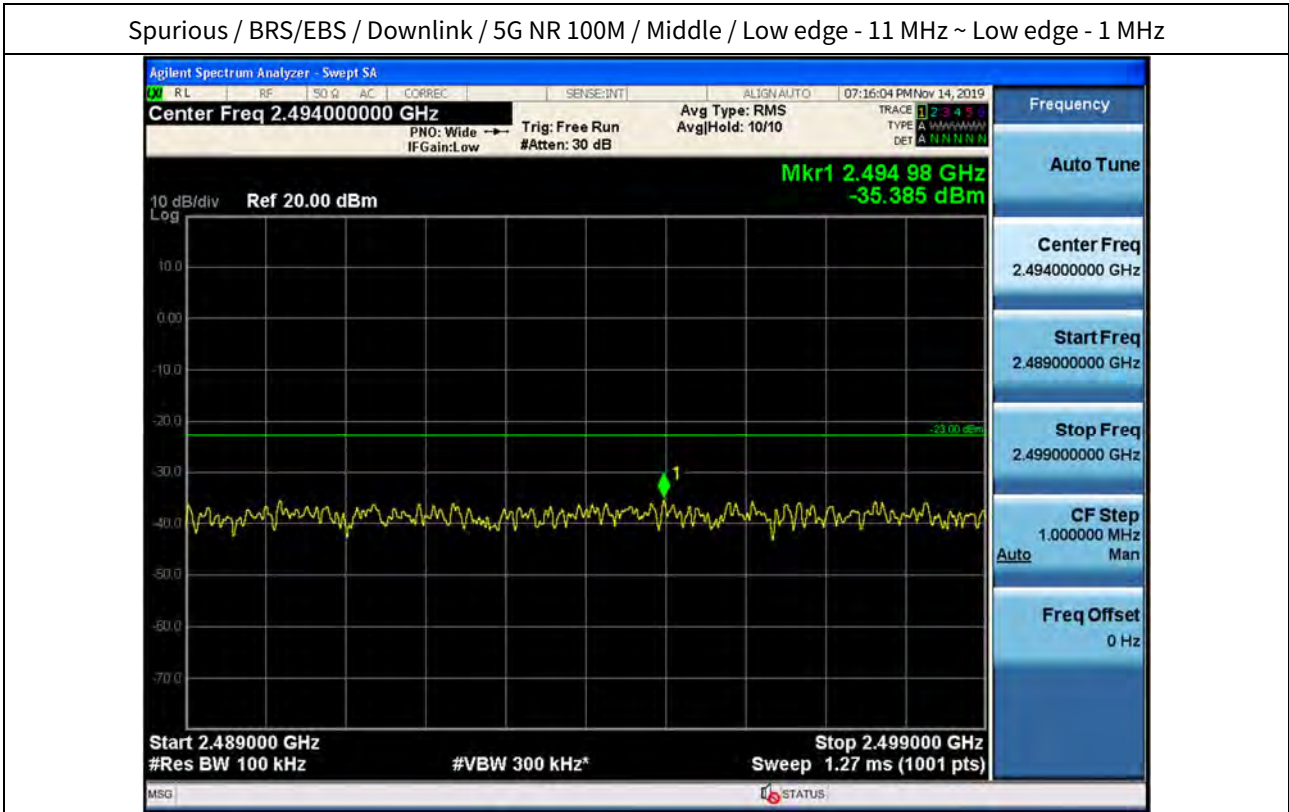 Spurious / BRS/EBS / Downlink / 5G NR 100M / Middle / Low edge - 11 MHz ~ Low edge - 1 MHz
Agilent Spectrum Analyzer - Swept SA
RL RF 50 Ω AC CORREC SENSE:INT ALIGN AUTO 07:16:04 PM Nov 14, 2019
Center Freq 2.494000000 GHz
PNO: Wide
IFGain:Low
Trig: Free Run
#Atten: 30 dB
Avg Type: RMS
Avg|Hold: 10/10
TRACE 1 2 3 4 5 6
TYPE A WWWWW
DET A N N N N N
Mkr1 2.494 98 GHz
-35.385 dBm
10 dB/div Ref 20.00 dBm
Log
10.0
0.00
-10.0
-20.0
-23.00 dBm
-30.0
1
-40.0
-50.0
-60.0
-70.0
Start 2.489000 GHz Stop 2.499000 GHz
#Res BW 100 kHz #VBW 300 kHz* Sweep 1.27 ms (1001 pts)
MSG STATUS
Frequency
Auto Tune
Center Freq
2.494000000 GHz
Start Freq
2.489000000 GHz
Stop Freq
2.499000000 GHz
CF Step
1.000000 MHz
Auto Man
Freq Offset
0 Hz